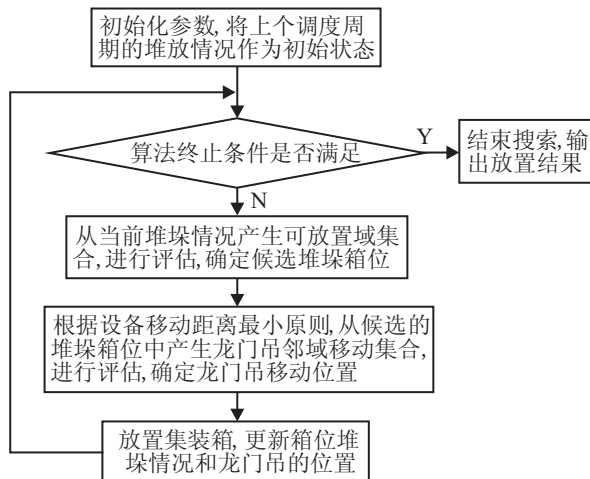 初始化参数,将上个调度周
期的堆放情况作为初始状态
算法终止条件是否满足
Y
结束搜索,输
出放置结果
N
从当前堆垛情况产生可放置域集
合,进行评估,确定候选堆垛箱位
根据设备移动距离最小原则,从候选的
堆垛箱位中产生龙门吊邻域移动集合,
进行评估,确定龙门吊移动位置
放置集装箱,更新箱位堆
垛情况和龙门吊的位置